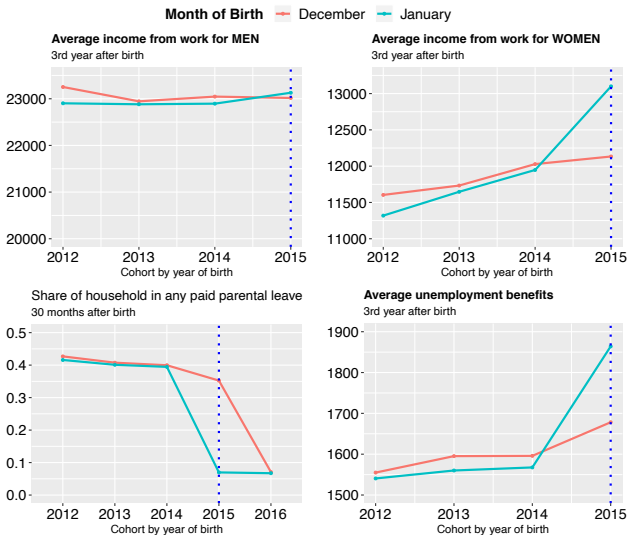 Month of Birth December January
Average income from work for MEN
3rd year after birth
23000
22000
21000
20000
2012 2013 2014 2015
Cohort by year of birth
Average income from work for WOMEN
3rd year after birth
13000
12500
12000
11500
11000
2012 2013 2014 2015
Cohort by year of birth
Share of household in any paid parental leave
30 months after birth
0.5
0.4
0.3
0.2
0.1
0.0
2012 2013 2014 2015 2016
Cohort by year of birth
Average unemployment benefits
3rd year after birth
1900
1800
1700
1600
1500
2012 2013 2014 2015
Cohort by year of birth